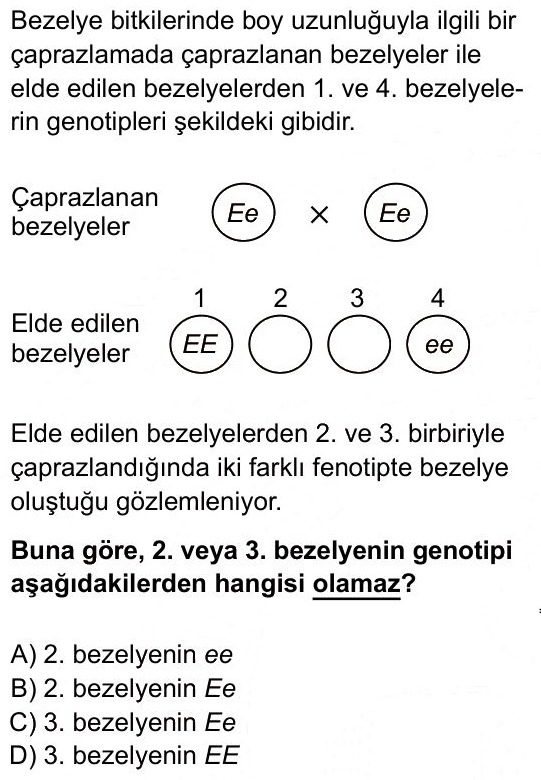 Bezelye bitkilerinde boy uzunluğuyla ilgili bir
çaprazlamada çaprazlanan bezelyeler ile
elde edilen bezelyelerden 1. ve 4. bezelyele-
rin genotipleri şekildeki gibidir.
Çaprazlanan
bezelyeler
Ee × Ee
1 2 3 4
Elde edilen
bezelyeler
EE ee
Elde edilen bezelyelerden 2. ve 3. birbiriyle
çaprazlandığında iki farklı fenotipte bezelye
oluştuğu gözlemleniyor.
Buna göre, 2. veya 3. bezelyenin genotipi
aşağıdakilerden hangisi olamaz?
A) 2. bezelyenin ee
B) 2. bezelyenin Ee
C) 3. bezelyenin Ee
D) 3. bezelyenin EE